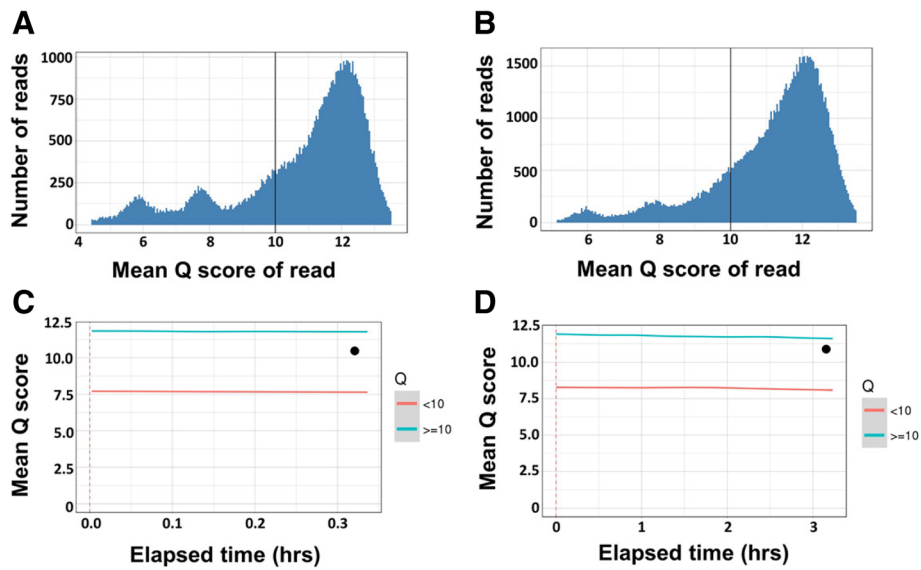 A
Number of reads
1000
750
500
250
0
4 6 8 10 12
Mean Q score of read
B
Number of reads
1500
1000
500
0
6 8 10 12
Mean Q score of read
C
Mean Q score
12.5
10.0
7.5
5.0
2.5
0
0.0 0.1 0.2 0.3
Elapsed time (hrs)
Q
<10
>=10
D
Mean Q score
12.5
10.0
7.5
5.0
2.5
0
0 1 2 3
Elapsed time (hrs)
Q
<10
>=10